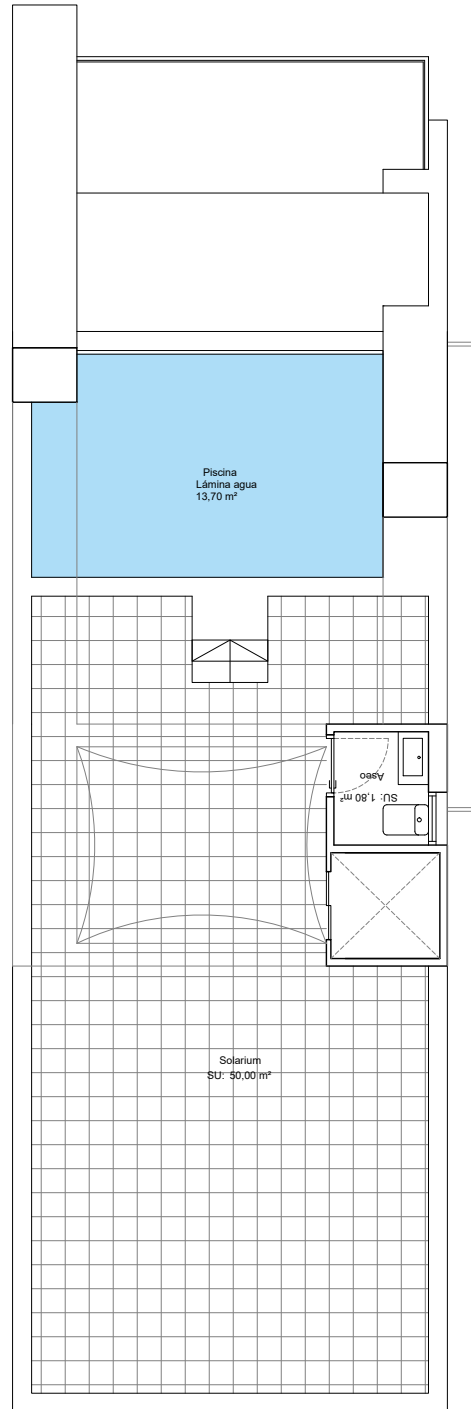 Piscina
Lámina agua
13,70 m²
Aseo
SU: 1,80 m²
Solarium
SU: 50,00 m²